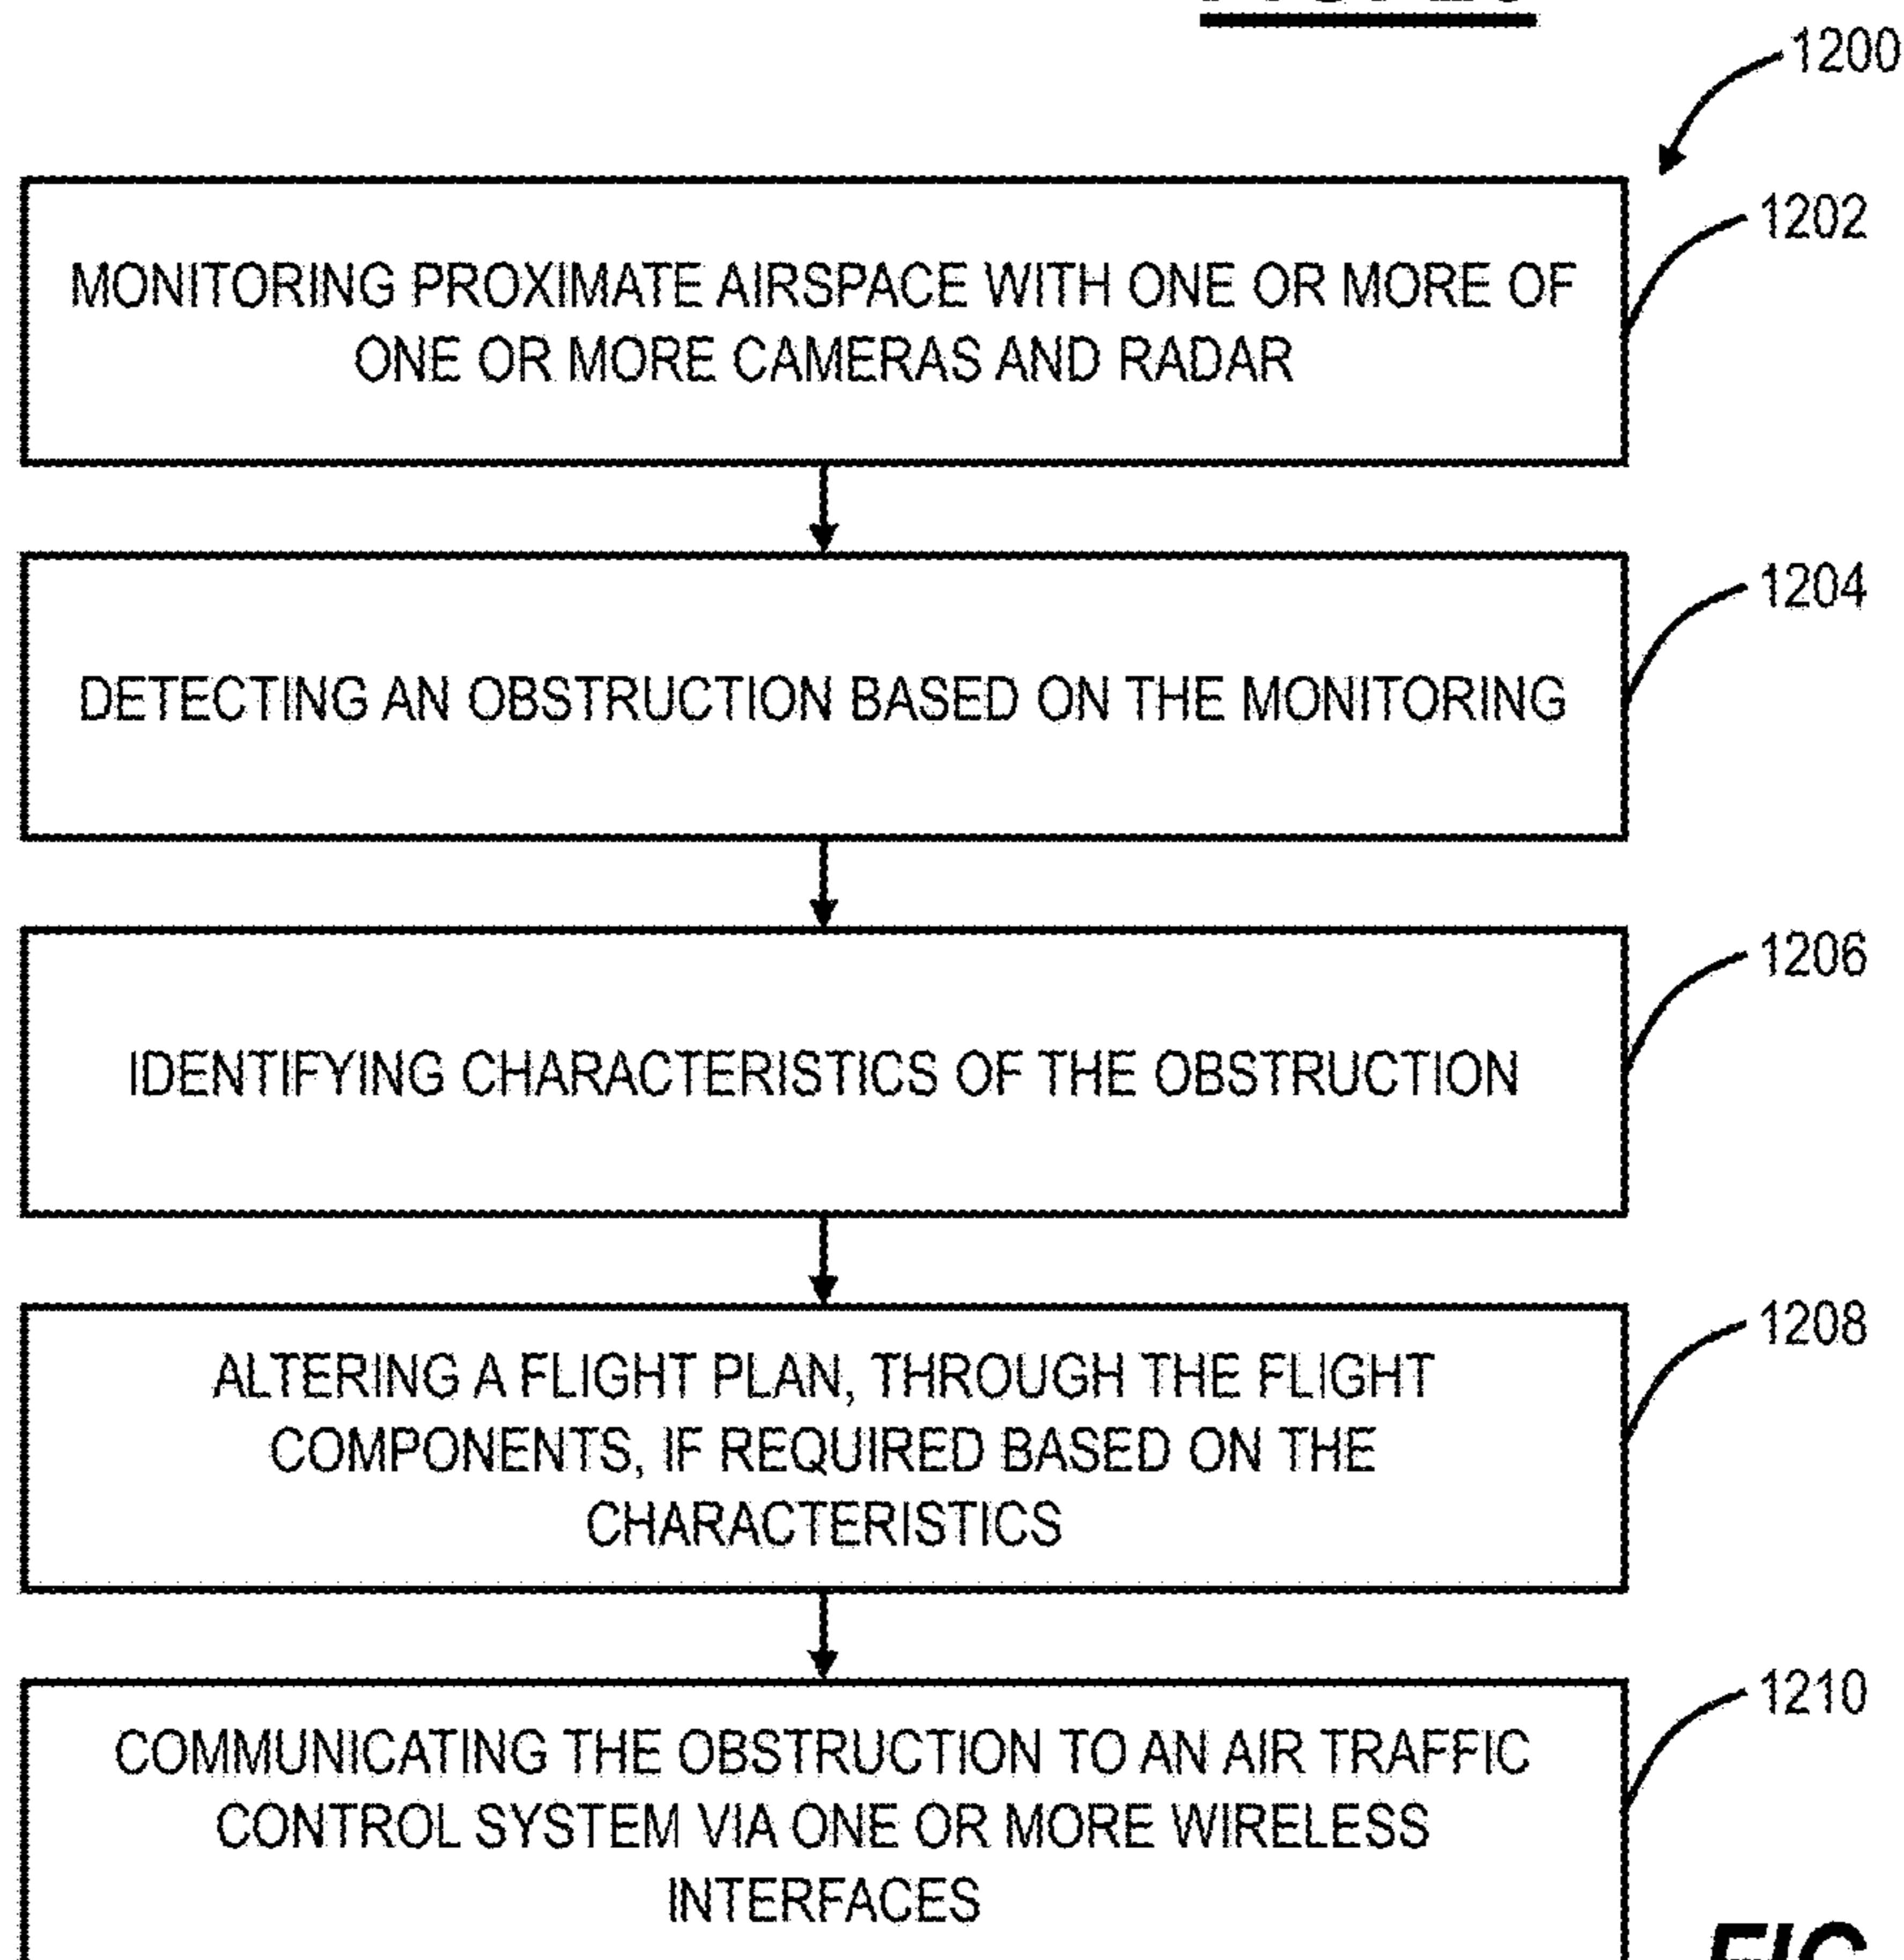 1200
1202
MONITORING PROXIMATE AIRSPACE WITH ONE OR MORE OF
ONE OR MORE CAMERAS AND RADAR
1204
DETECTING AN OBSTRUCTION BASED ON THE MONITORING
1206
IDENTIFYING CHARACTERISTICS OF THE OBSTRUCTION
1208
ALTERING A FLIGHT PLAN, THROUGH THE FLIGHT
COMPONENTS, IF REQUIRED BASED ON THE
CHARACTERISTICS
1210
COMMUNICATING THE OBSTRUCTION TO AN AIR TRAFFIC
CONTROL SYSTEM VIA ONE OR MORE WIRELESS
INTERFACES
FIG